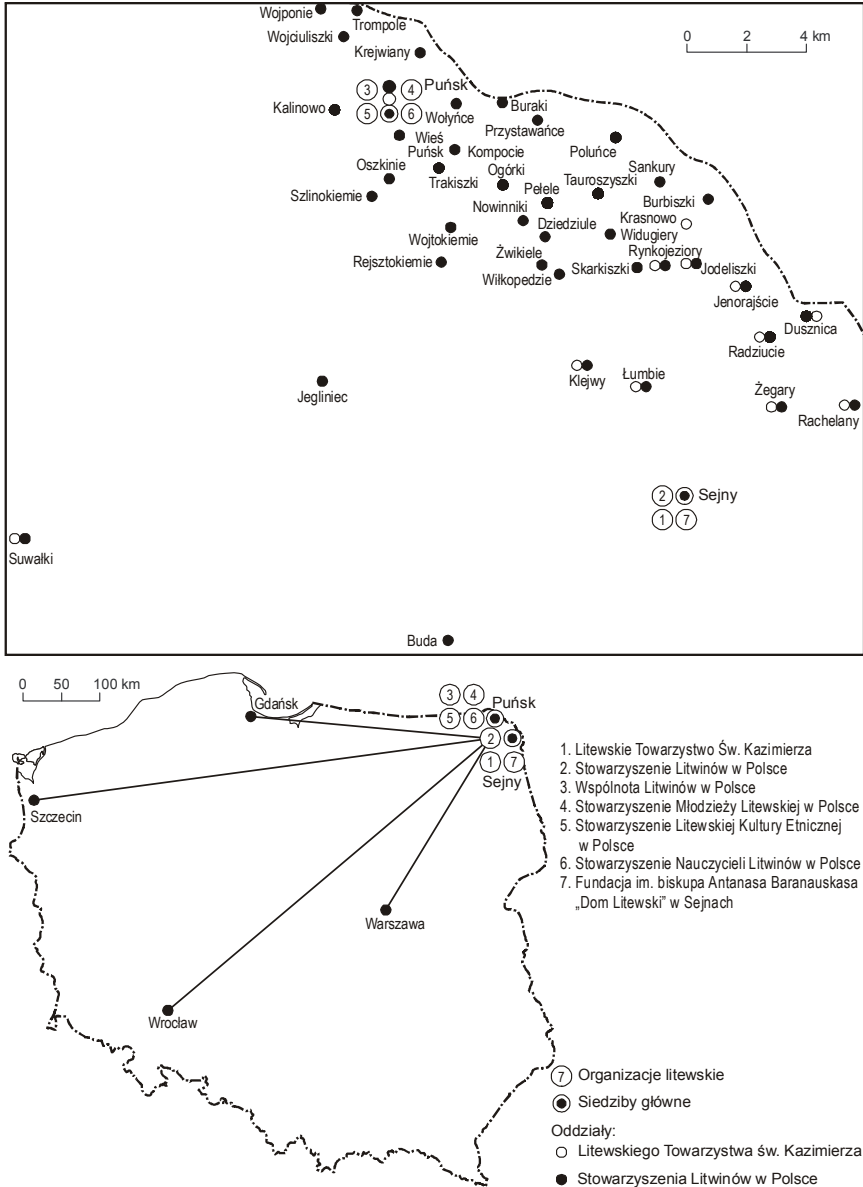 Wojponie
Trompole
Wojciuliszki
Krejwiany
0 2 4 km
3 4 Puńsk
Kalinowo
5 6
Wołyńce
Buraki
Przystawańce
Wieś
Puńsk
Kompocie
Poluńce
Oszkinie
Trakiszki
Ogórki
Sankury
Szlinokiemie
Pełele
Tauroszyszki
Burbiszki
Nowinniki
Krasnowo
Wojtokiemie
Dziedziule
Widugiery
Żwikiele
Rynkojeziory
Rejsztokiemie
Wiłkopedzie
Skarkiszki
Jodeliszki
Jenorajście
Dusznica
Radziucie
Klejwy
Łumbie
Jegliniec
Żegary
Rachelany
2 Sejny
1 7
Suwałki
Buda
0 50 100 km
Gdańsk
3 4
Puńsk
5 6
2
1 7
Sejny
Szczecin
Warszawa
Wrocław
1. Litewskie Towarzystwo Św. Kazimierza
2. Stowarzyszenie Litwinów w Polsce
3. Wspólnota Litwinów w Polsce
4. Stowarzyszenie Młodzieży Litewskiej w Polsce
5. Stowarzyszenie Litewskiej Kultury Etnicznej
w Polsce
6. Stowarzyszenie Nauczycieli Litwinów w Polsce
7. Fundacja im. biskupa Antanasa Baranauskasa
„Dom Litewski” w Sejnach
7 Organizacje litewskie
Siedziby główne
Oddziały:
Litewskiego Towarzystwa św. Kazimierza
Stowarzyszenia Litwinów w Polsce